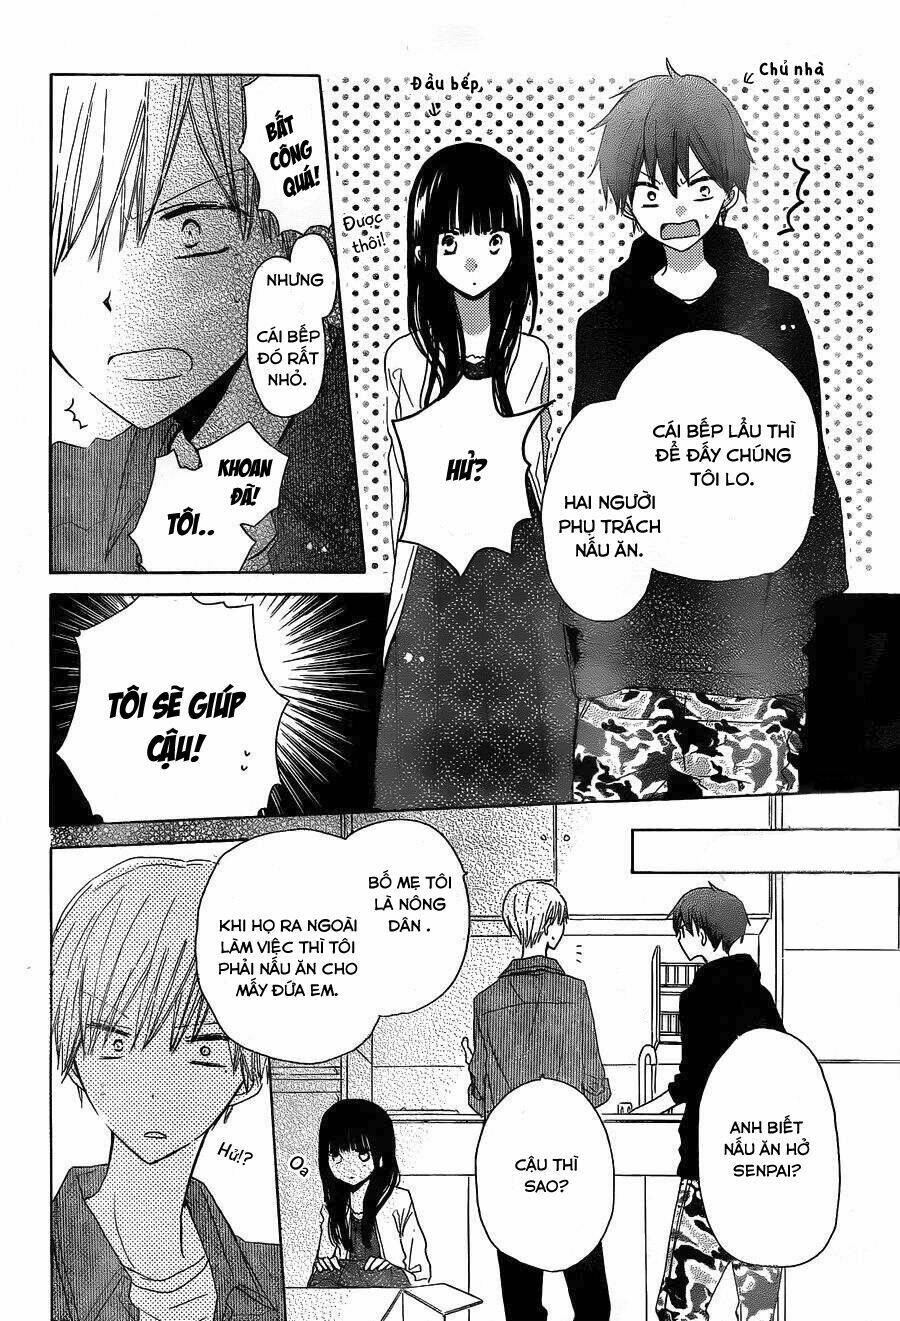 Chủ nhà
Đầu bếp
CÁI BẾP LẨU THÌ
ĐỂ ĐẤY CHÚNG
TÔI LO.
HAI NGƯỜI
PHỤ TRÁCH
NẤU ĂN.
HỬ?
Được
thôi!
BẤT
CÔNG
QUÁ!
NHƯNG
CÁI BẾP
ĐÓ RẤT
NHỎ.
KHOAN
ĐÃ!
TÔI..
TÔI SẼ GIÚP
CẬU!
ANH BIẾT
NẤU ĂN HỞ
SENPAI?
CẬU THÌ
SAO?
BỐ MẸ TÔI
LÀ NÔNG
DÂN .
KHI HỌ RA NGOÀI
LÀM VIỆC THÌ TÔI
PHẢI NẤU ĂN CHO
MẤY ĐỨA EM.
Oa
Hử!?